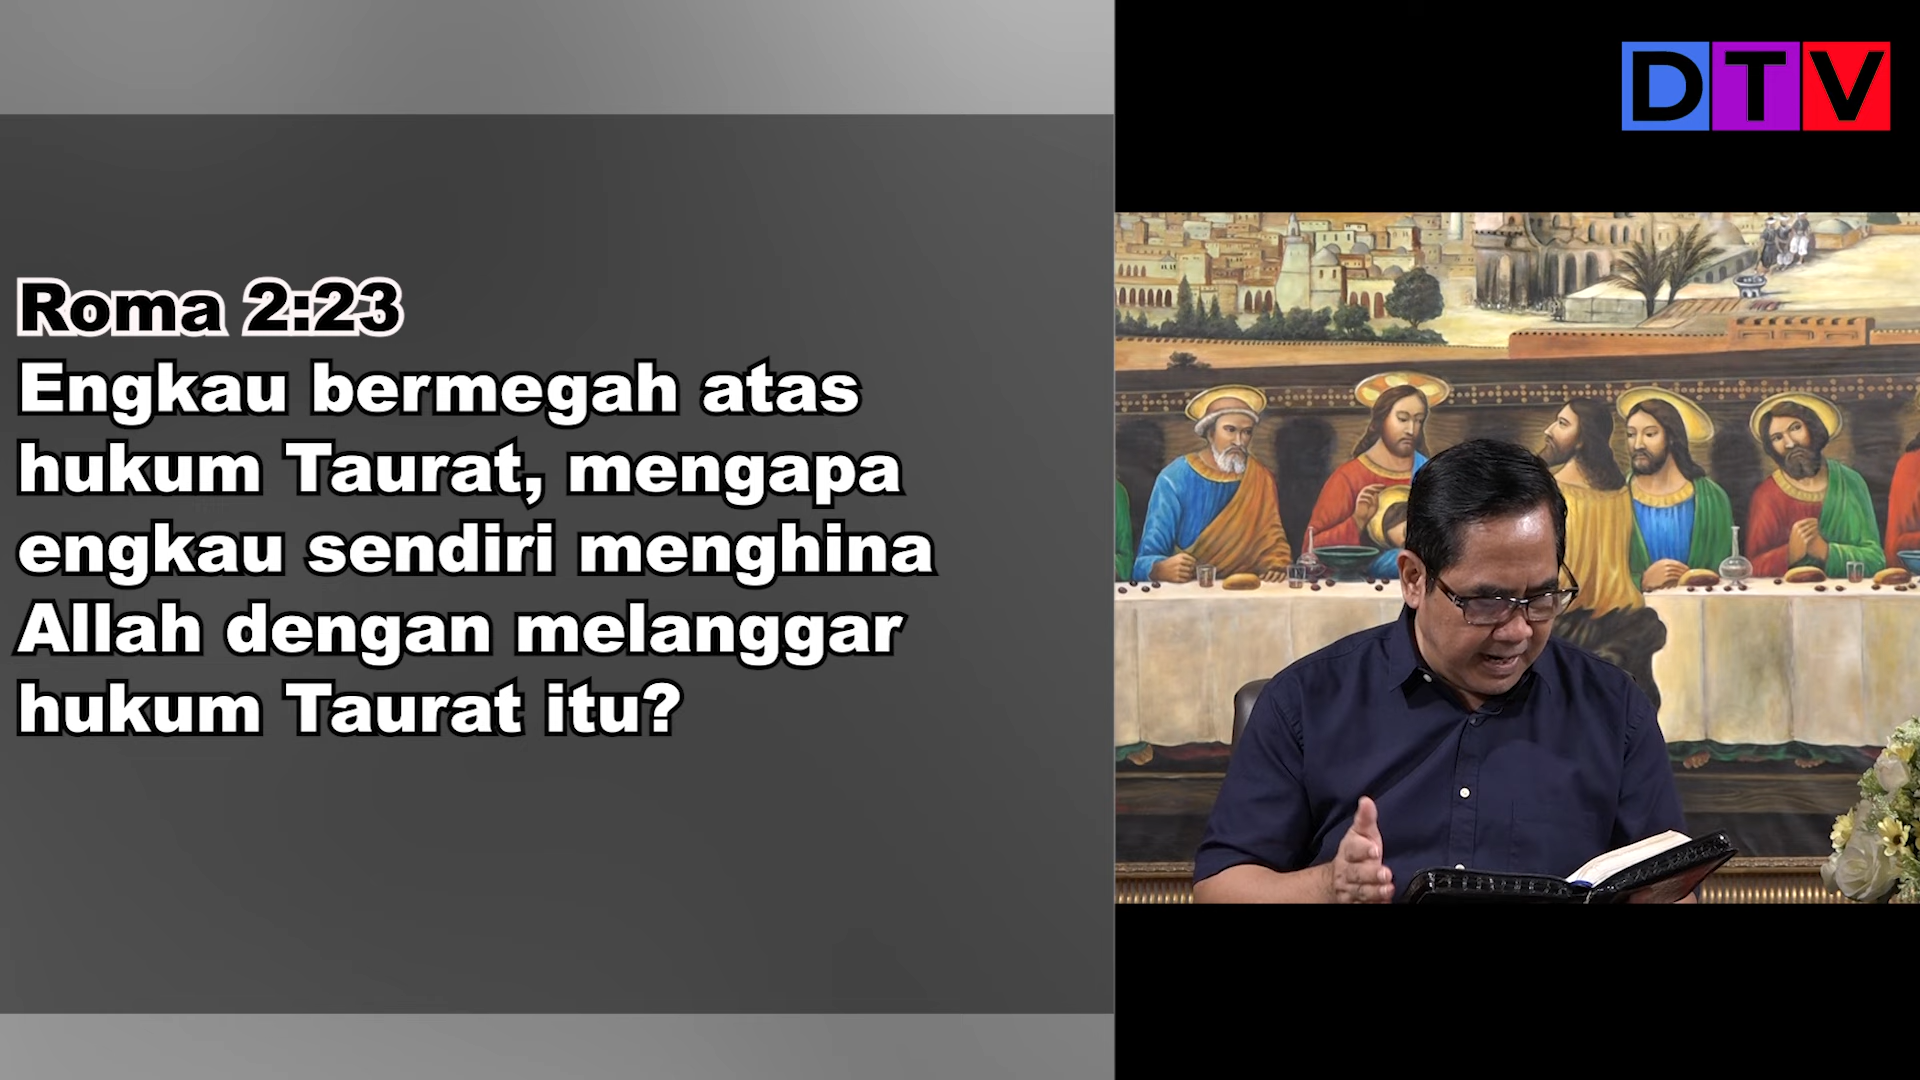 Roma 2:23
Engkau bermegah atas
hukum Taurat, mengapa
engkau sendiri menghina
Allah dengan melanggar
hukum Taurat itu?
DTV